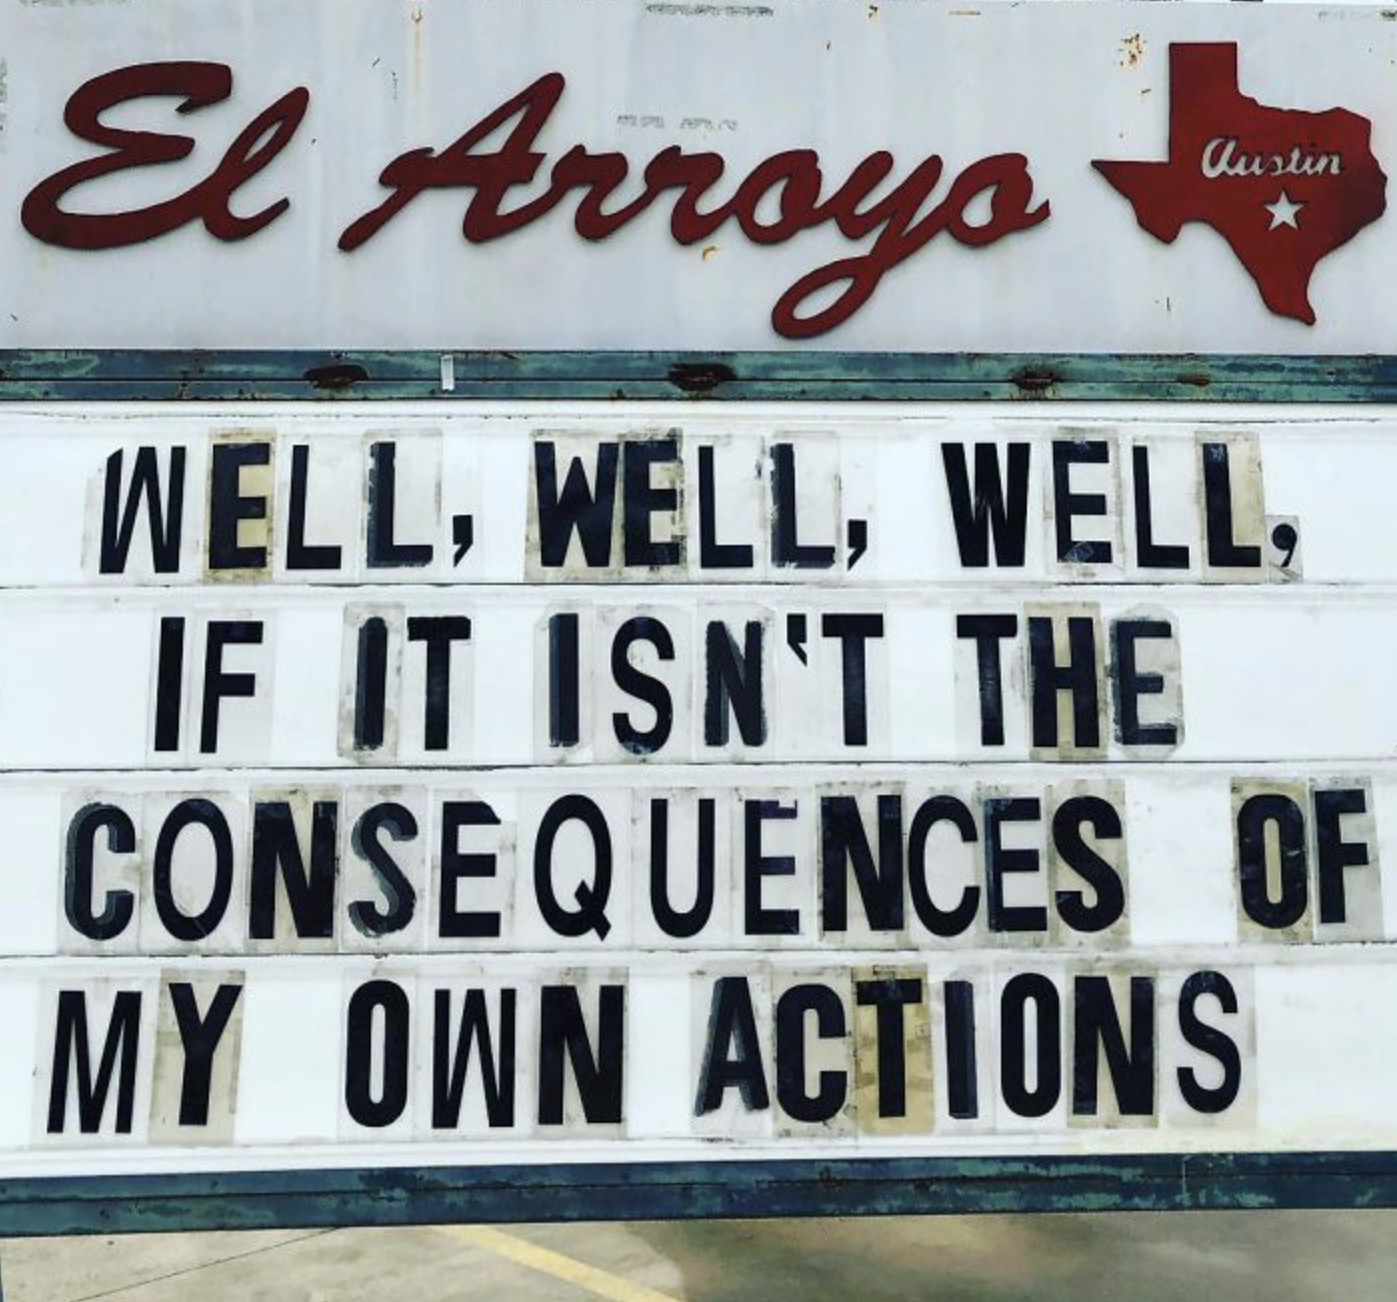 El Arroyo
Austin
WELL, WELL, WELL,
IF IT ISN'T THE
CONSEQUENCES OF
MY OWN ACTIONS